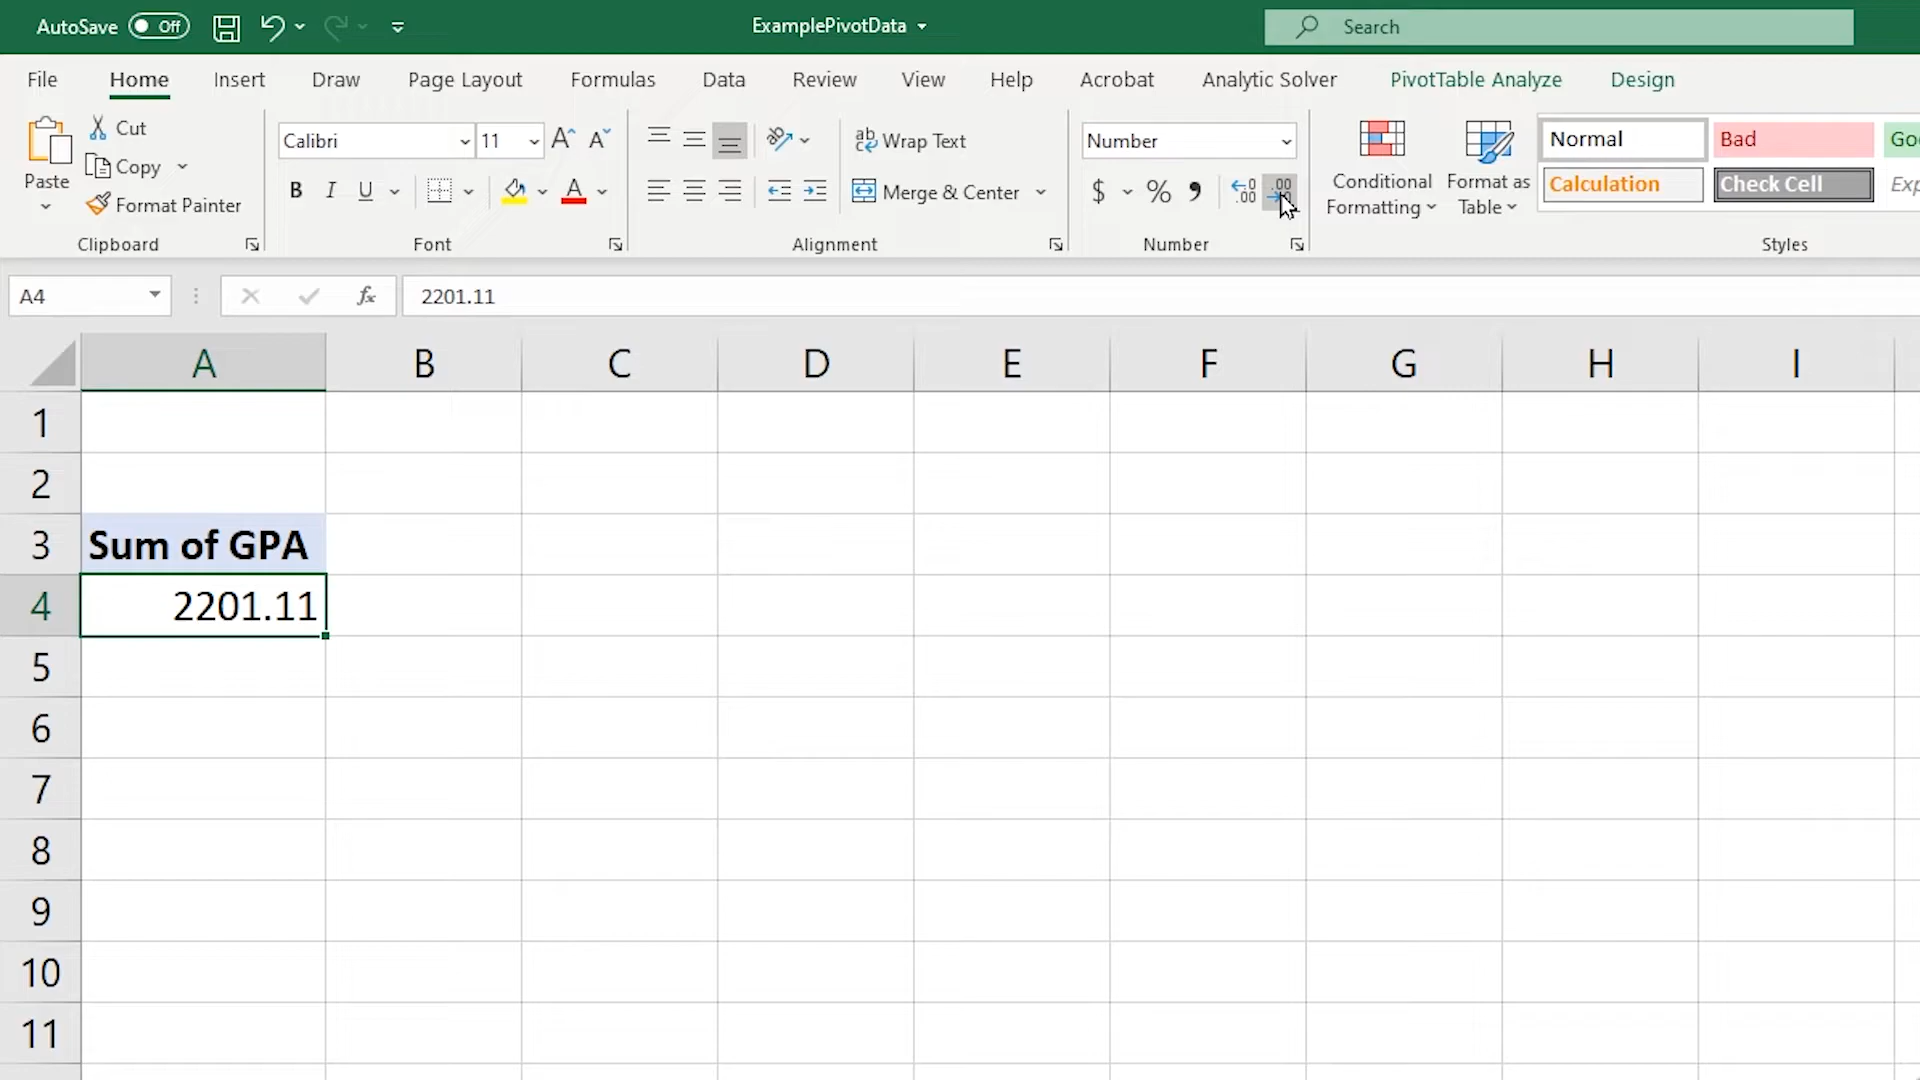 AutoSave Off ExamplePivotData Search
File Home Insert Draw Page Layout Formulas Data Review View Help Acrobat Analytic Solver PivotTable Analyze Design
Paste
Cut
Copy
Format Painter
Clipboard
Calibri 11
B I U A
Font
Wrap Text
Merge & Center
Alignment
Number
$ % 9
Number
Conditional Formatting
Format as Table
Normal Bad
Calculation Check Cell
Styles
A4 fx 2201.11
A B C D E F G H I
1
2
3 Sum of GPA
4 2201.11
5
6
7
8
9
10
11